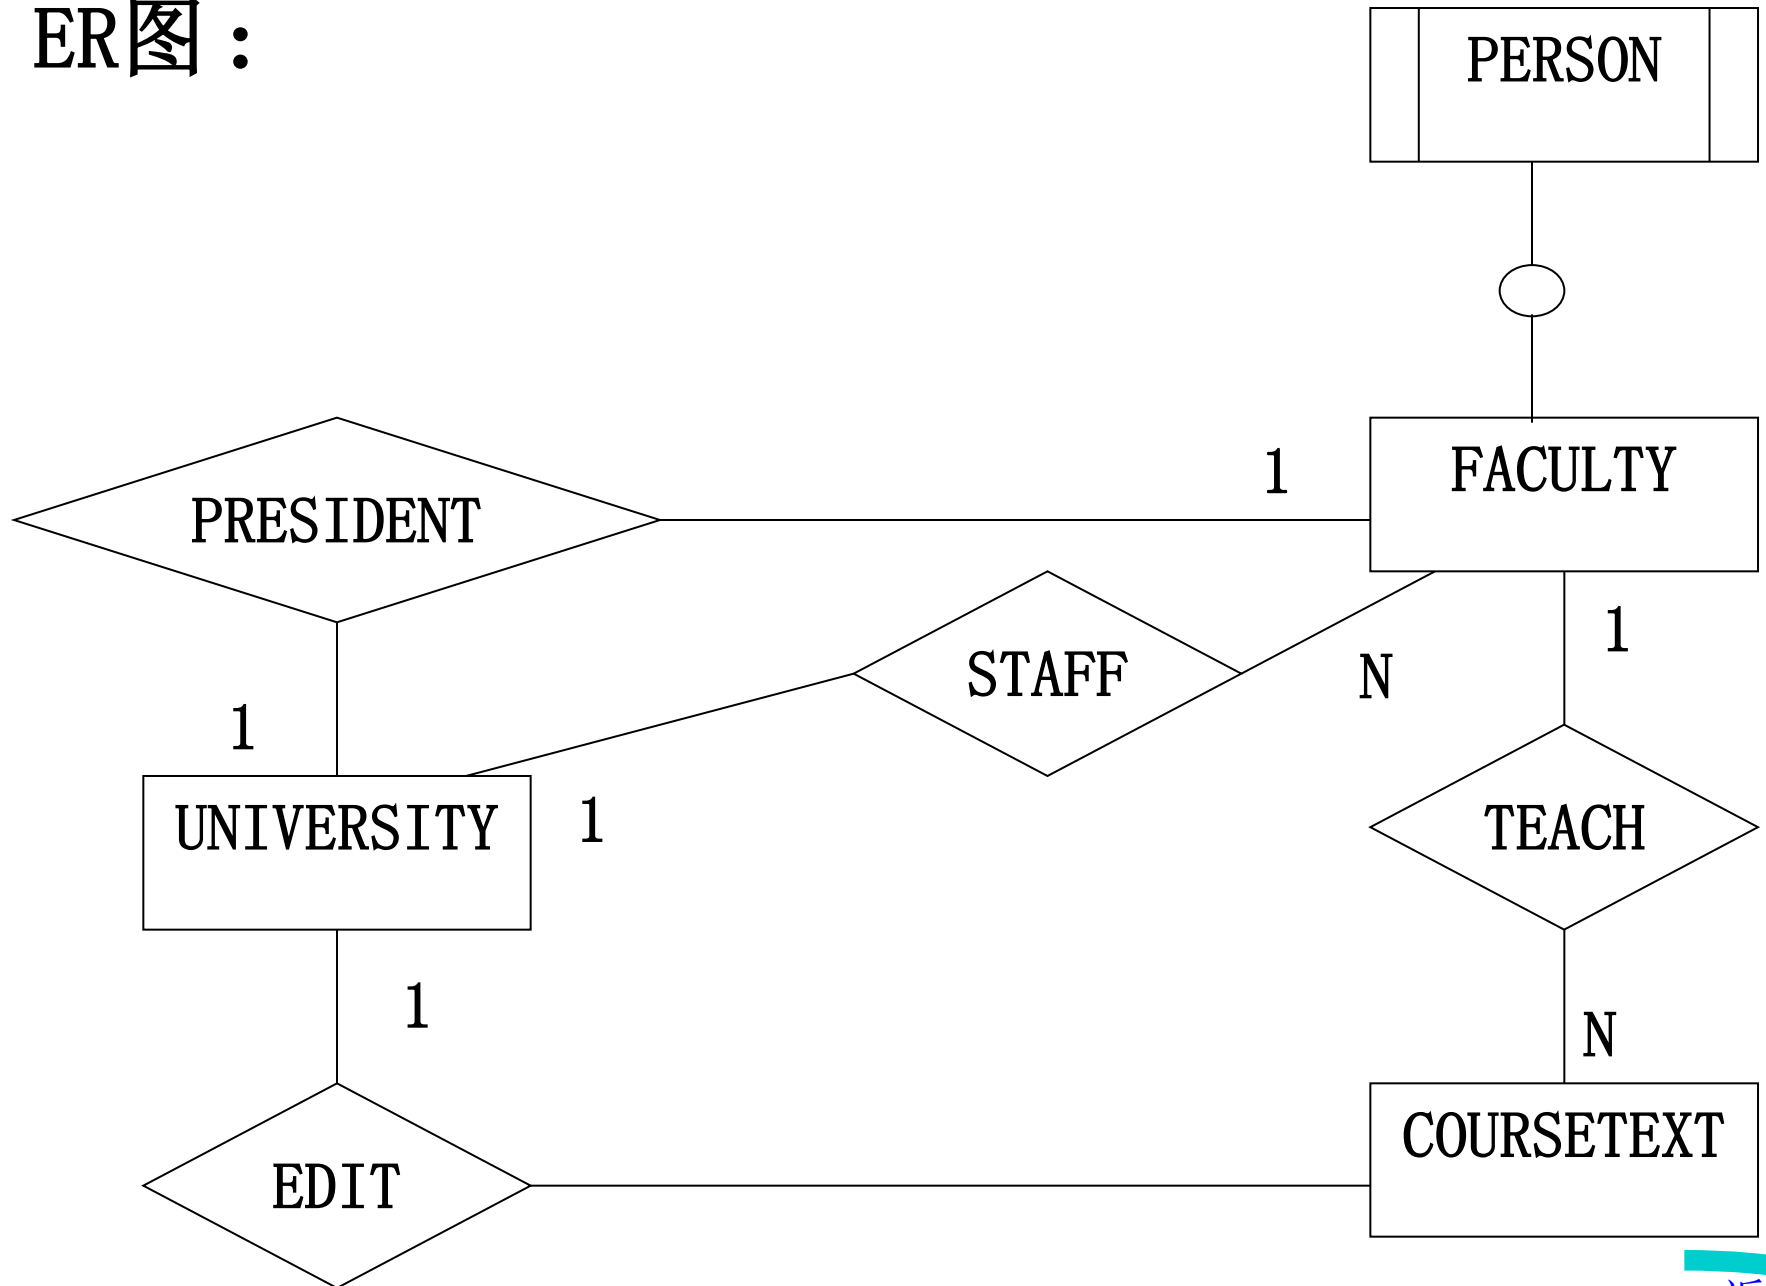 ER图：
PERSON
1
FACULTY
PRESIDENT
1
STAFF
N
1
UNIVERSITY
1
TEACH
1
N
COURSETEXT
EDIT